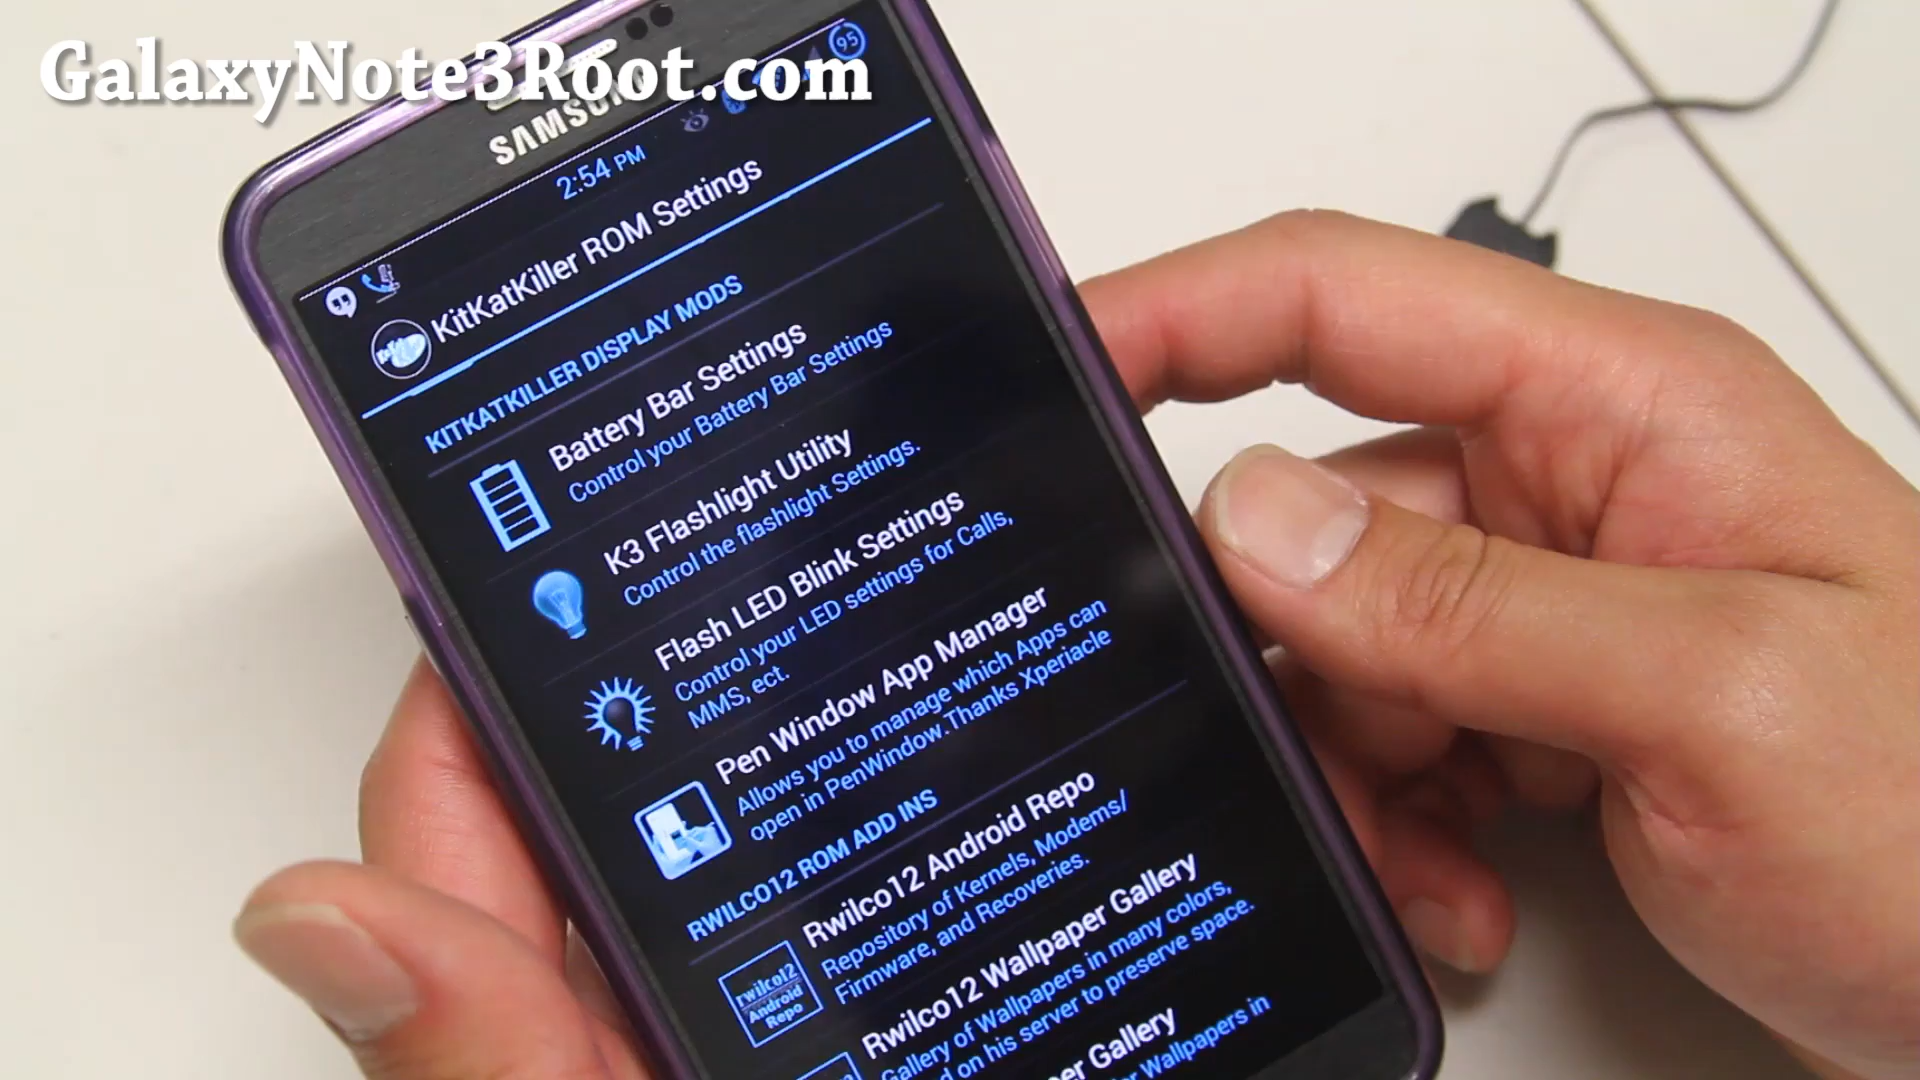 GalaxyNote3Root.com
95
SAMSUNG
2:54 PM
KitKatKiller ROM Settings
KITKATKILLER DISPLAY MODS
Battery Bar Settings
Control your Battery Bar Settings
K3 Flashlight Utility
Control the flashlight Settings.
Flash LED Blink Settings
Control your LED settings for Calls,
MMS, ect.
Pen Window App Manager
Allows you to manage which Apps can
open in PenWindow. Thanks Xperiacle
RWILCO12 ROM ADD INS
Rwilco12 Android Repo
Repository of Kernels, Modems/
Firmware, and Recoveries.
rwilco12
Android
Repo
Rwilco12 Wallpaper Gallery
Gallery of Wallpapers in many colors,
d on his server to preserve space.
er Gallery
Wallpapers in